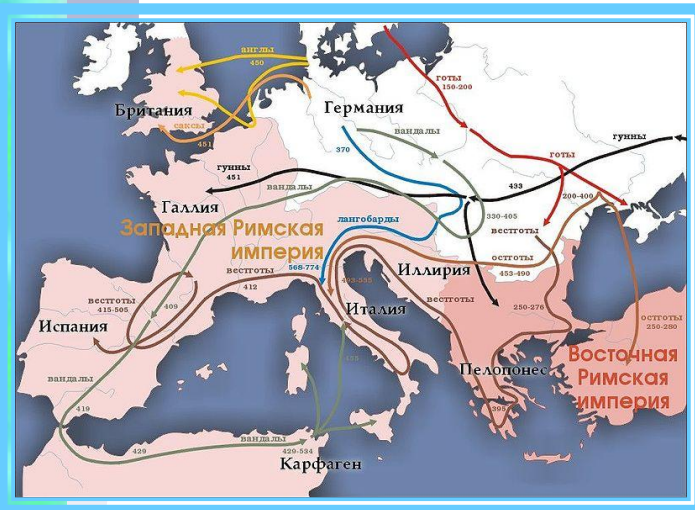 англы
450
Британия
саксы
451
Германия
готы
150-200
вандалы
370
готы
гунны
гунны
451
вандалы
433
200-400
330-405
Галлия
лангобарды
вестготы
Западная Римская
империя
остготы
453-490
568-774
Иллирия
вестготы
412
вестготы
415-505
409
Испания
Италия
вестготы
250-276
остготы
250-280
Восточная
Римская
империя
Пелопонес
395
вандалы
419
429
вандалы
429-534
Карфаген